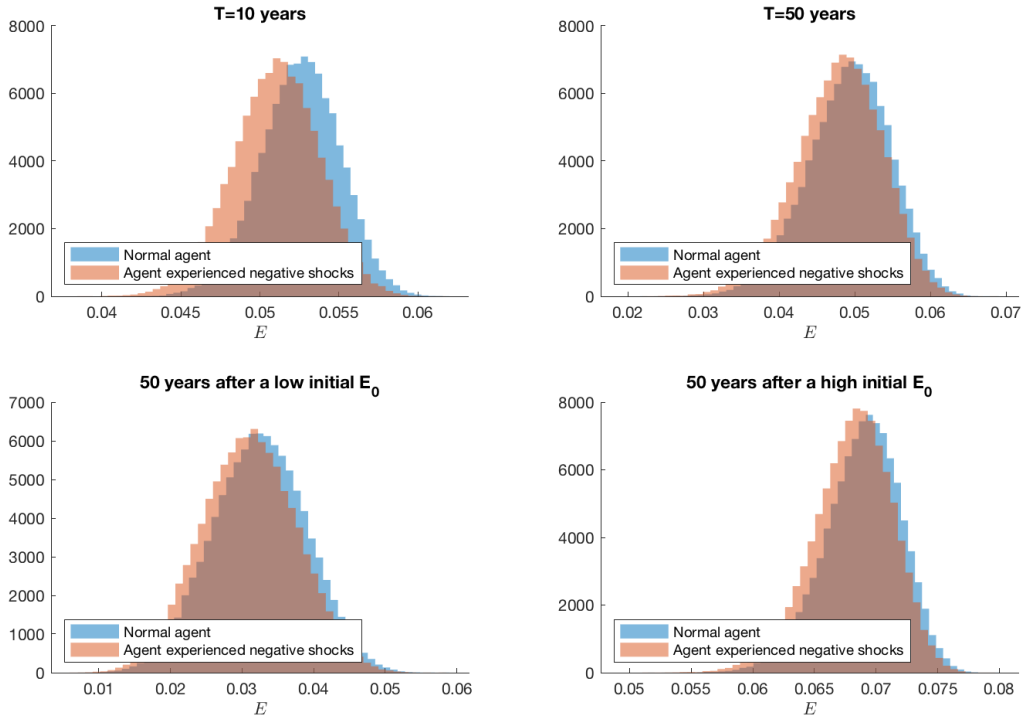 T=10 years
8000
6000
4000
2000
0
Normal agent
Agent experienced negative shocks
0.04 0.045 0.05 0.055 0.06
E
T=50 years
8000
6000
4000
2000
0
Normal agent
Agent experienced negative shocks
0.02 0.03 0.04 0.05 0.06 0.07
E
50 years after a low initial E0
7000
6000
5000
4000
3000
2000
1000
0
Normal agent
Agent experienced negative shocks
0.01 0.02 0.03 0.04 0.05 0.06
E
50 years after a high initial E0
8000
6000
4000
2000
0
Normal agent
Agent experienced negative shocks
0.05 0.055 0.06 0.065 0.07 0.075 0.08
E